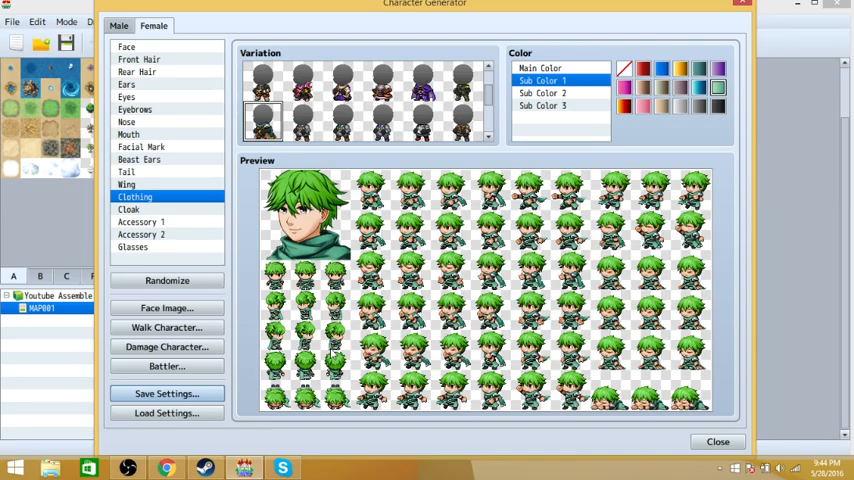 Character Generator
File Edit Mode D
Male Female
Face
Front Hair
Rear Hair
Ears
Eyes
Eyebrows
Nose
Mouth
Facial Mark
Beast Ears
Tail
Wing
Clothing
Cloak
Accessory 1
Accessory 2
Glasses
Variation
Color
Main Color
Sub Color 1
Sub Color 2
Sub Color 3
Preview
Randomize
Face Image...
Walk Character...
Damage Character...
Battler...
Save Settings...
Load Settings...
A B C
Youtube Assemble
MAP001
Close
9:44 PM
5/28/2016